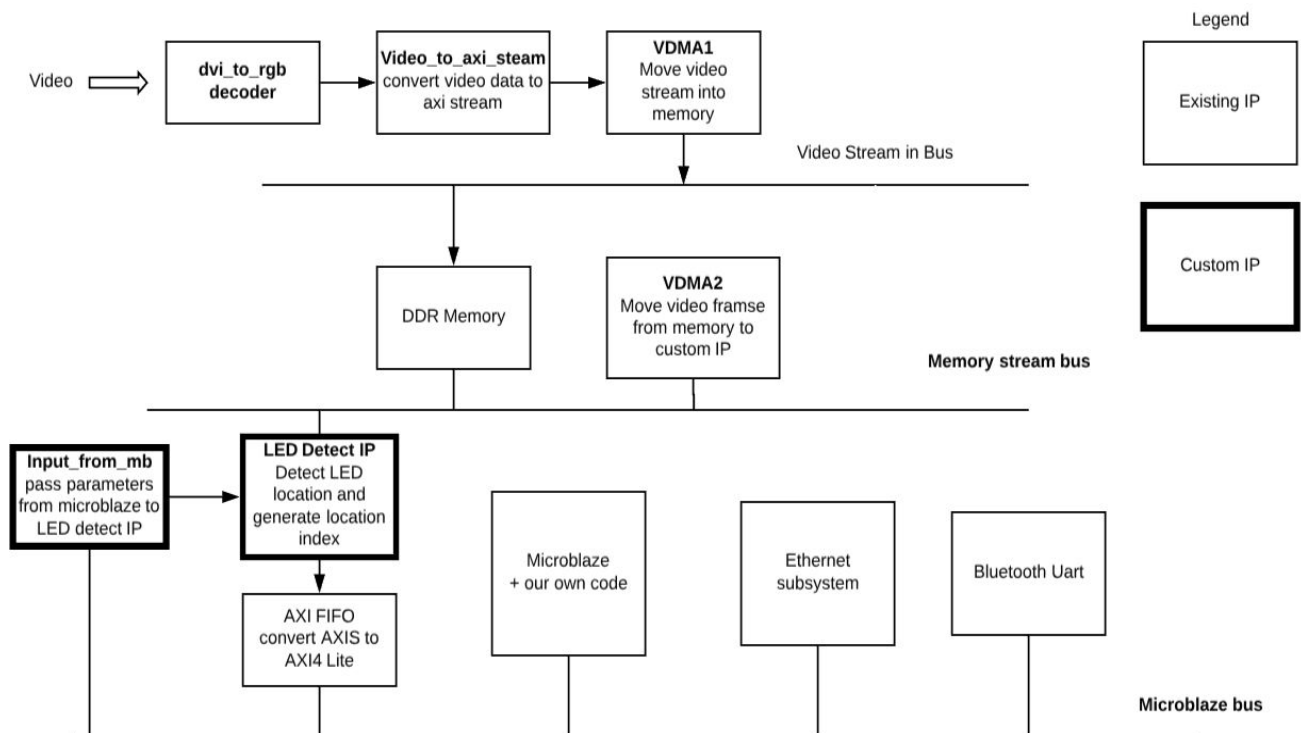 Legend
Video
dvi_to_rgb
decoder
Video_to_axi_steam
convert video data to
axi stream
VDMA1
Move video
stream into
memory
Existing IP
Video Stream in Bus
Custom IP
DDR Memory
VDMA2
Move video framse
from memory to
custom IP
Memory stream bus
Input_from_mb
pass parameters
from microblaze to
LED detect IP
LED Detect IP
Detect LED
location and
generate location
index
Microblaze
+ our own code
Ethernet
subsystem
Bluetooth Uart
AXI FIFO
convert AXIS to
AXI4 Lite
Microblaze bus